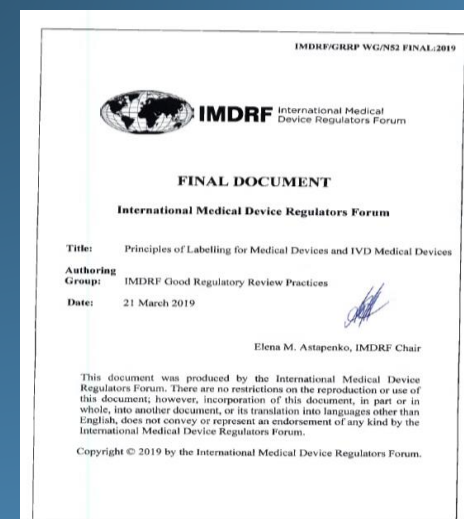 IMDRF/GRRP WG/N52 FINAL:2019
IMDRF International Medical
Device Regulators Forum
FINAL DOCUMENT
International Medical Device Regulators Forum
Title: Principles of Labelling for Medical Devices and IVD Medical Devices
Authoring
Group: IMDRF Good Regulatory Review Practices
Date: 21 March 2019
Elena M. Astapenko, IMDRF Chair
This document was produced by the International Medical Device
Regulators Forum. There are no restrictions on the reproduction or use of
this document; however, incorporation of this document, in part or in
whole, into another document, or its translation into languages other than
English, does not convey or represent an endorsement of any kind by the
International Medical Device Regulators Forum.
Copyright © 2019 by the International Medical Device Regulators Forum.